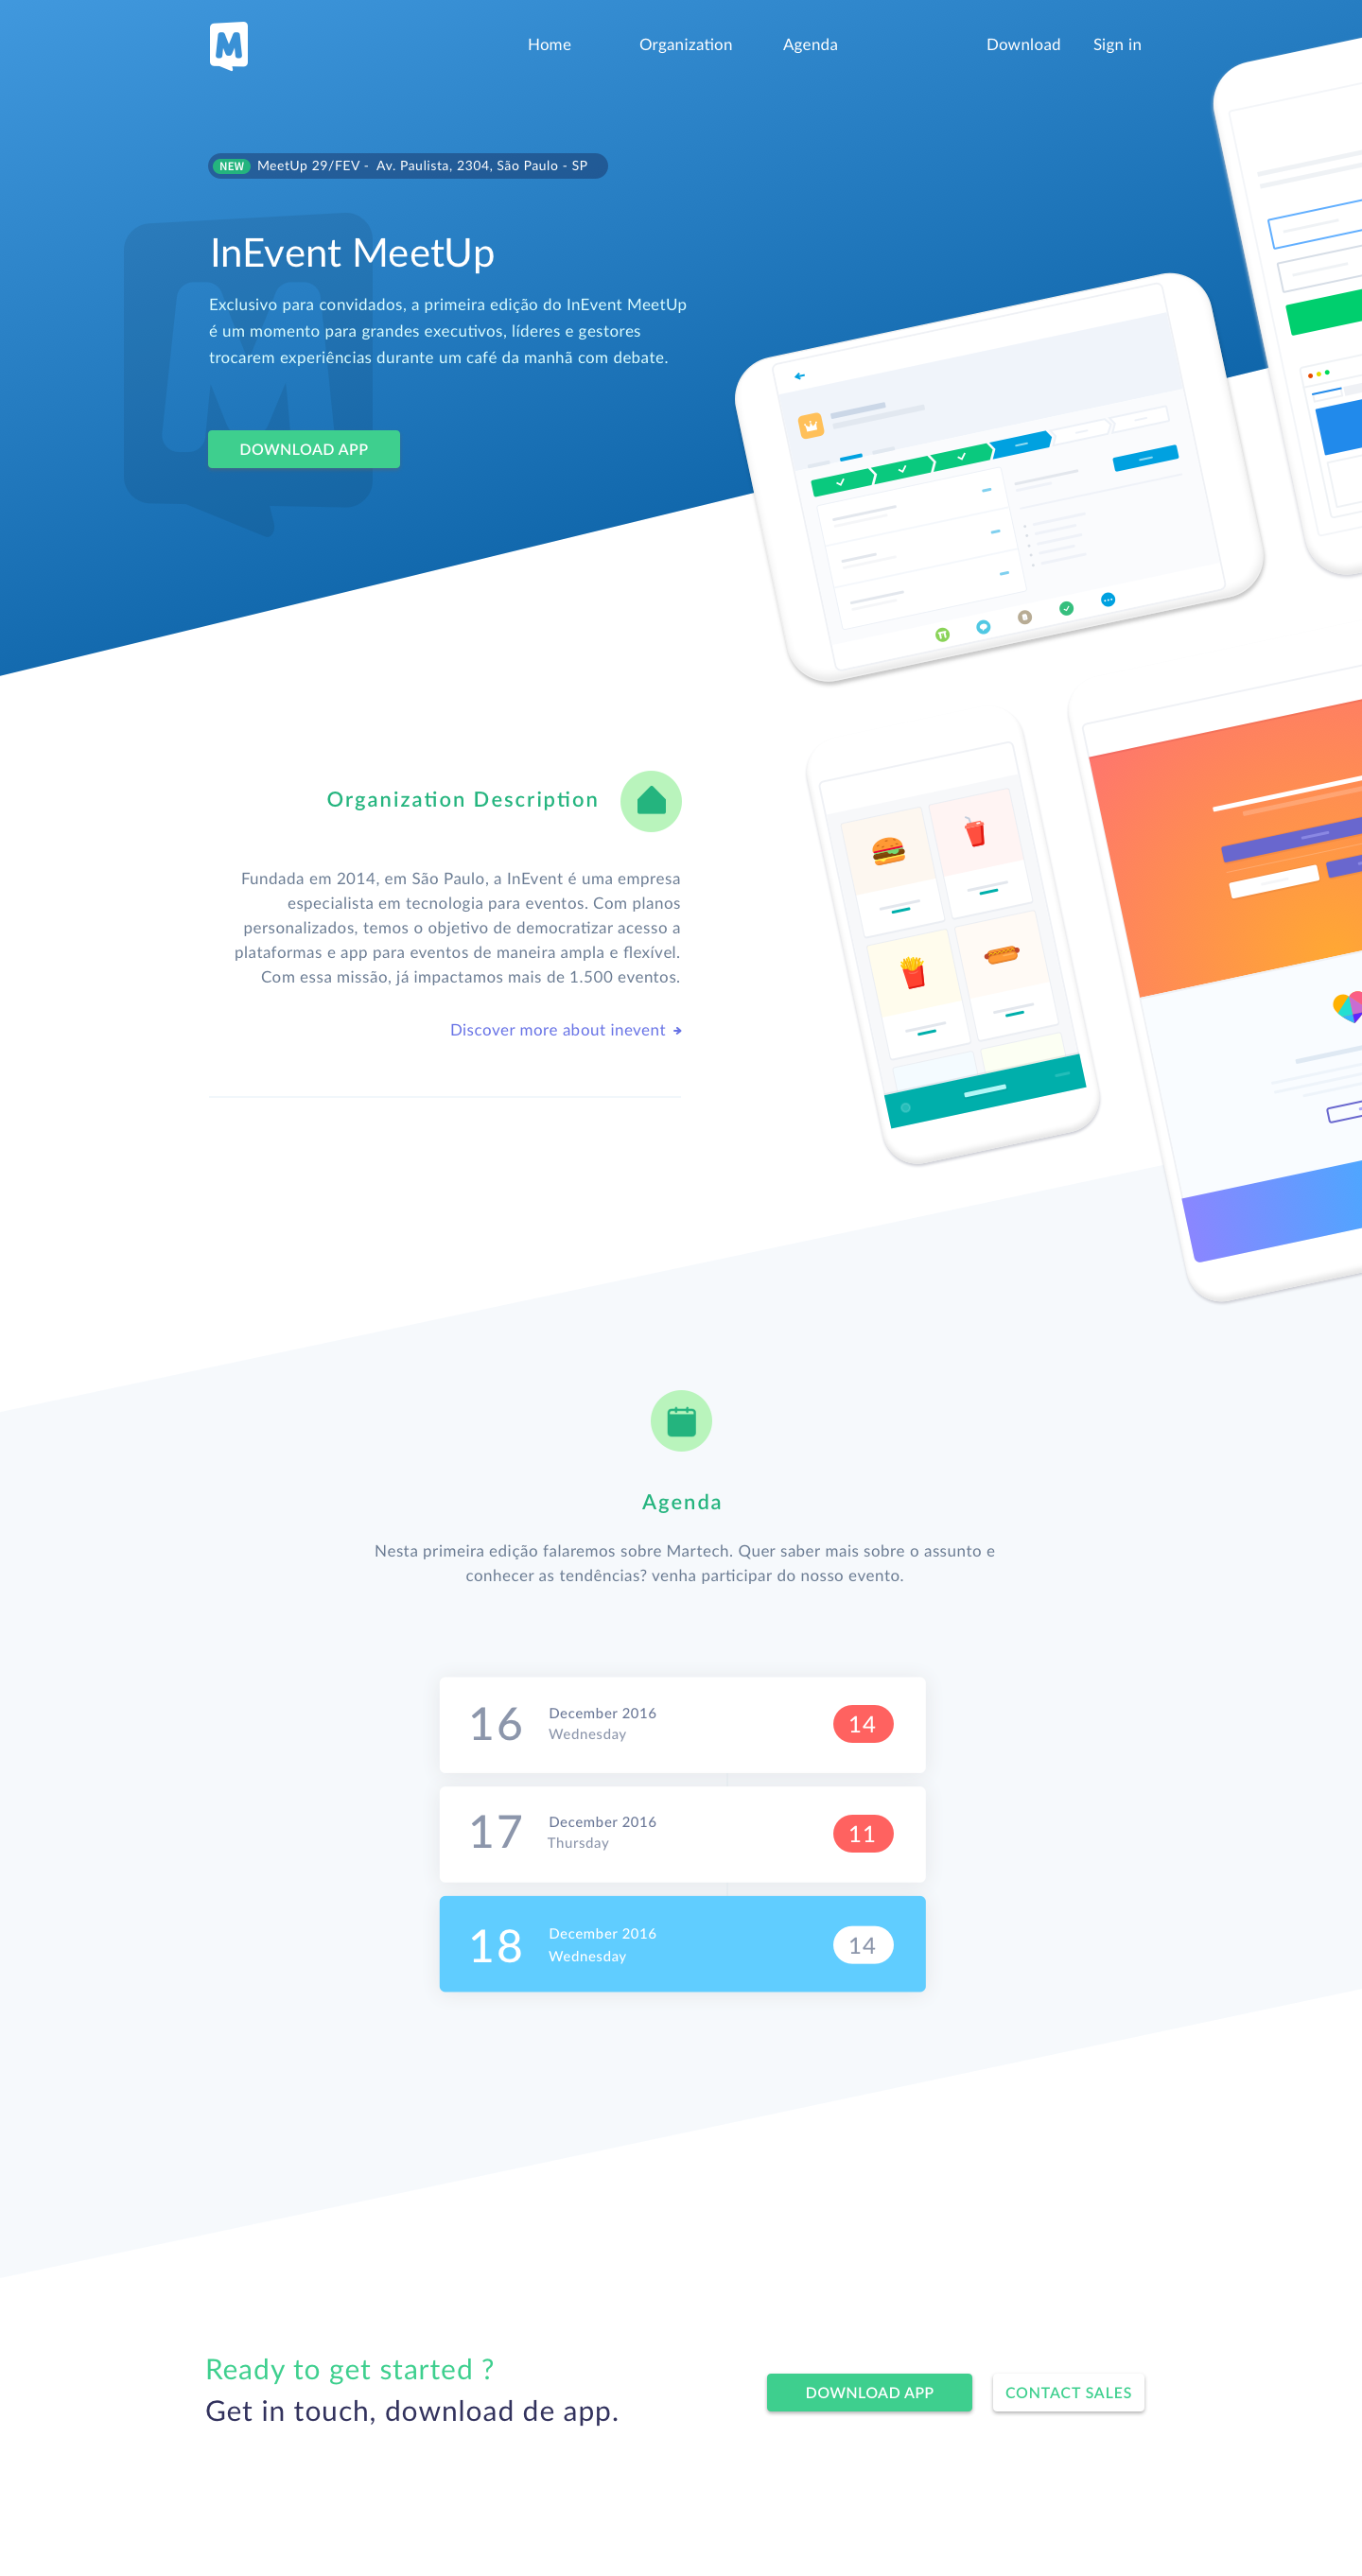 M
Home Organization Agenda Download Sign in
NEW MeetUp 29/FEV - Av. Paulista, 2304, São Paulo - SP
InEvent MeetUp
Exclusivo para convidados, a primeira edição do InEvent MeetUp
é um momento para grandes executivos, líderes e gestores
trocarem experiências durante um café da manhã com debate.
DOWNLOAD APP
Organization Description
Fundada em 2014, em São Paulo, a InEvent é uma empresa
especialista em tecnologia para eventos. Com planos
personalizados, temos o objetivo de democratizar acesso a
plataformas e app para eventos de maneira ampla e flexível.
Com essa missão, já impactamos mais de 1.500 eventos.
Discover more about inevent
Agenda
Nesta primeira edição falaremos sobre Martech. Quer saber mais sobre o assunto e
conhecer as tendências? venha participar do nosso evento.
16 December 2016 14
Wednesday
17 December 2016 11
Thursday
18 December 2016 14
Wednesday
Ready to get started ?
Get in touch, download de app.
DOWNLOAD APP CONTACT SALES